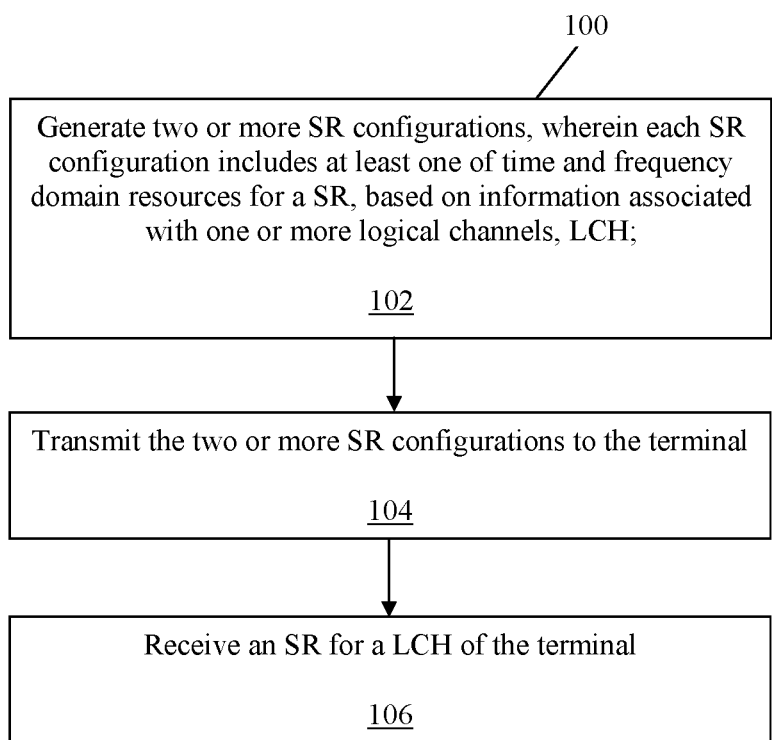 100
Generate two or more SR configurations, wherein each SR
configuration includes at least one of time and frequency
domain resources for a SR, based on information associated
with one or more logical channels, LCH;
102
Transmit the two or more SR configurations to the terminal
104
Receive an SR for a LCH of the terminal
106